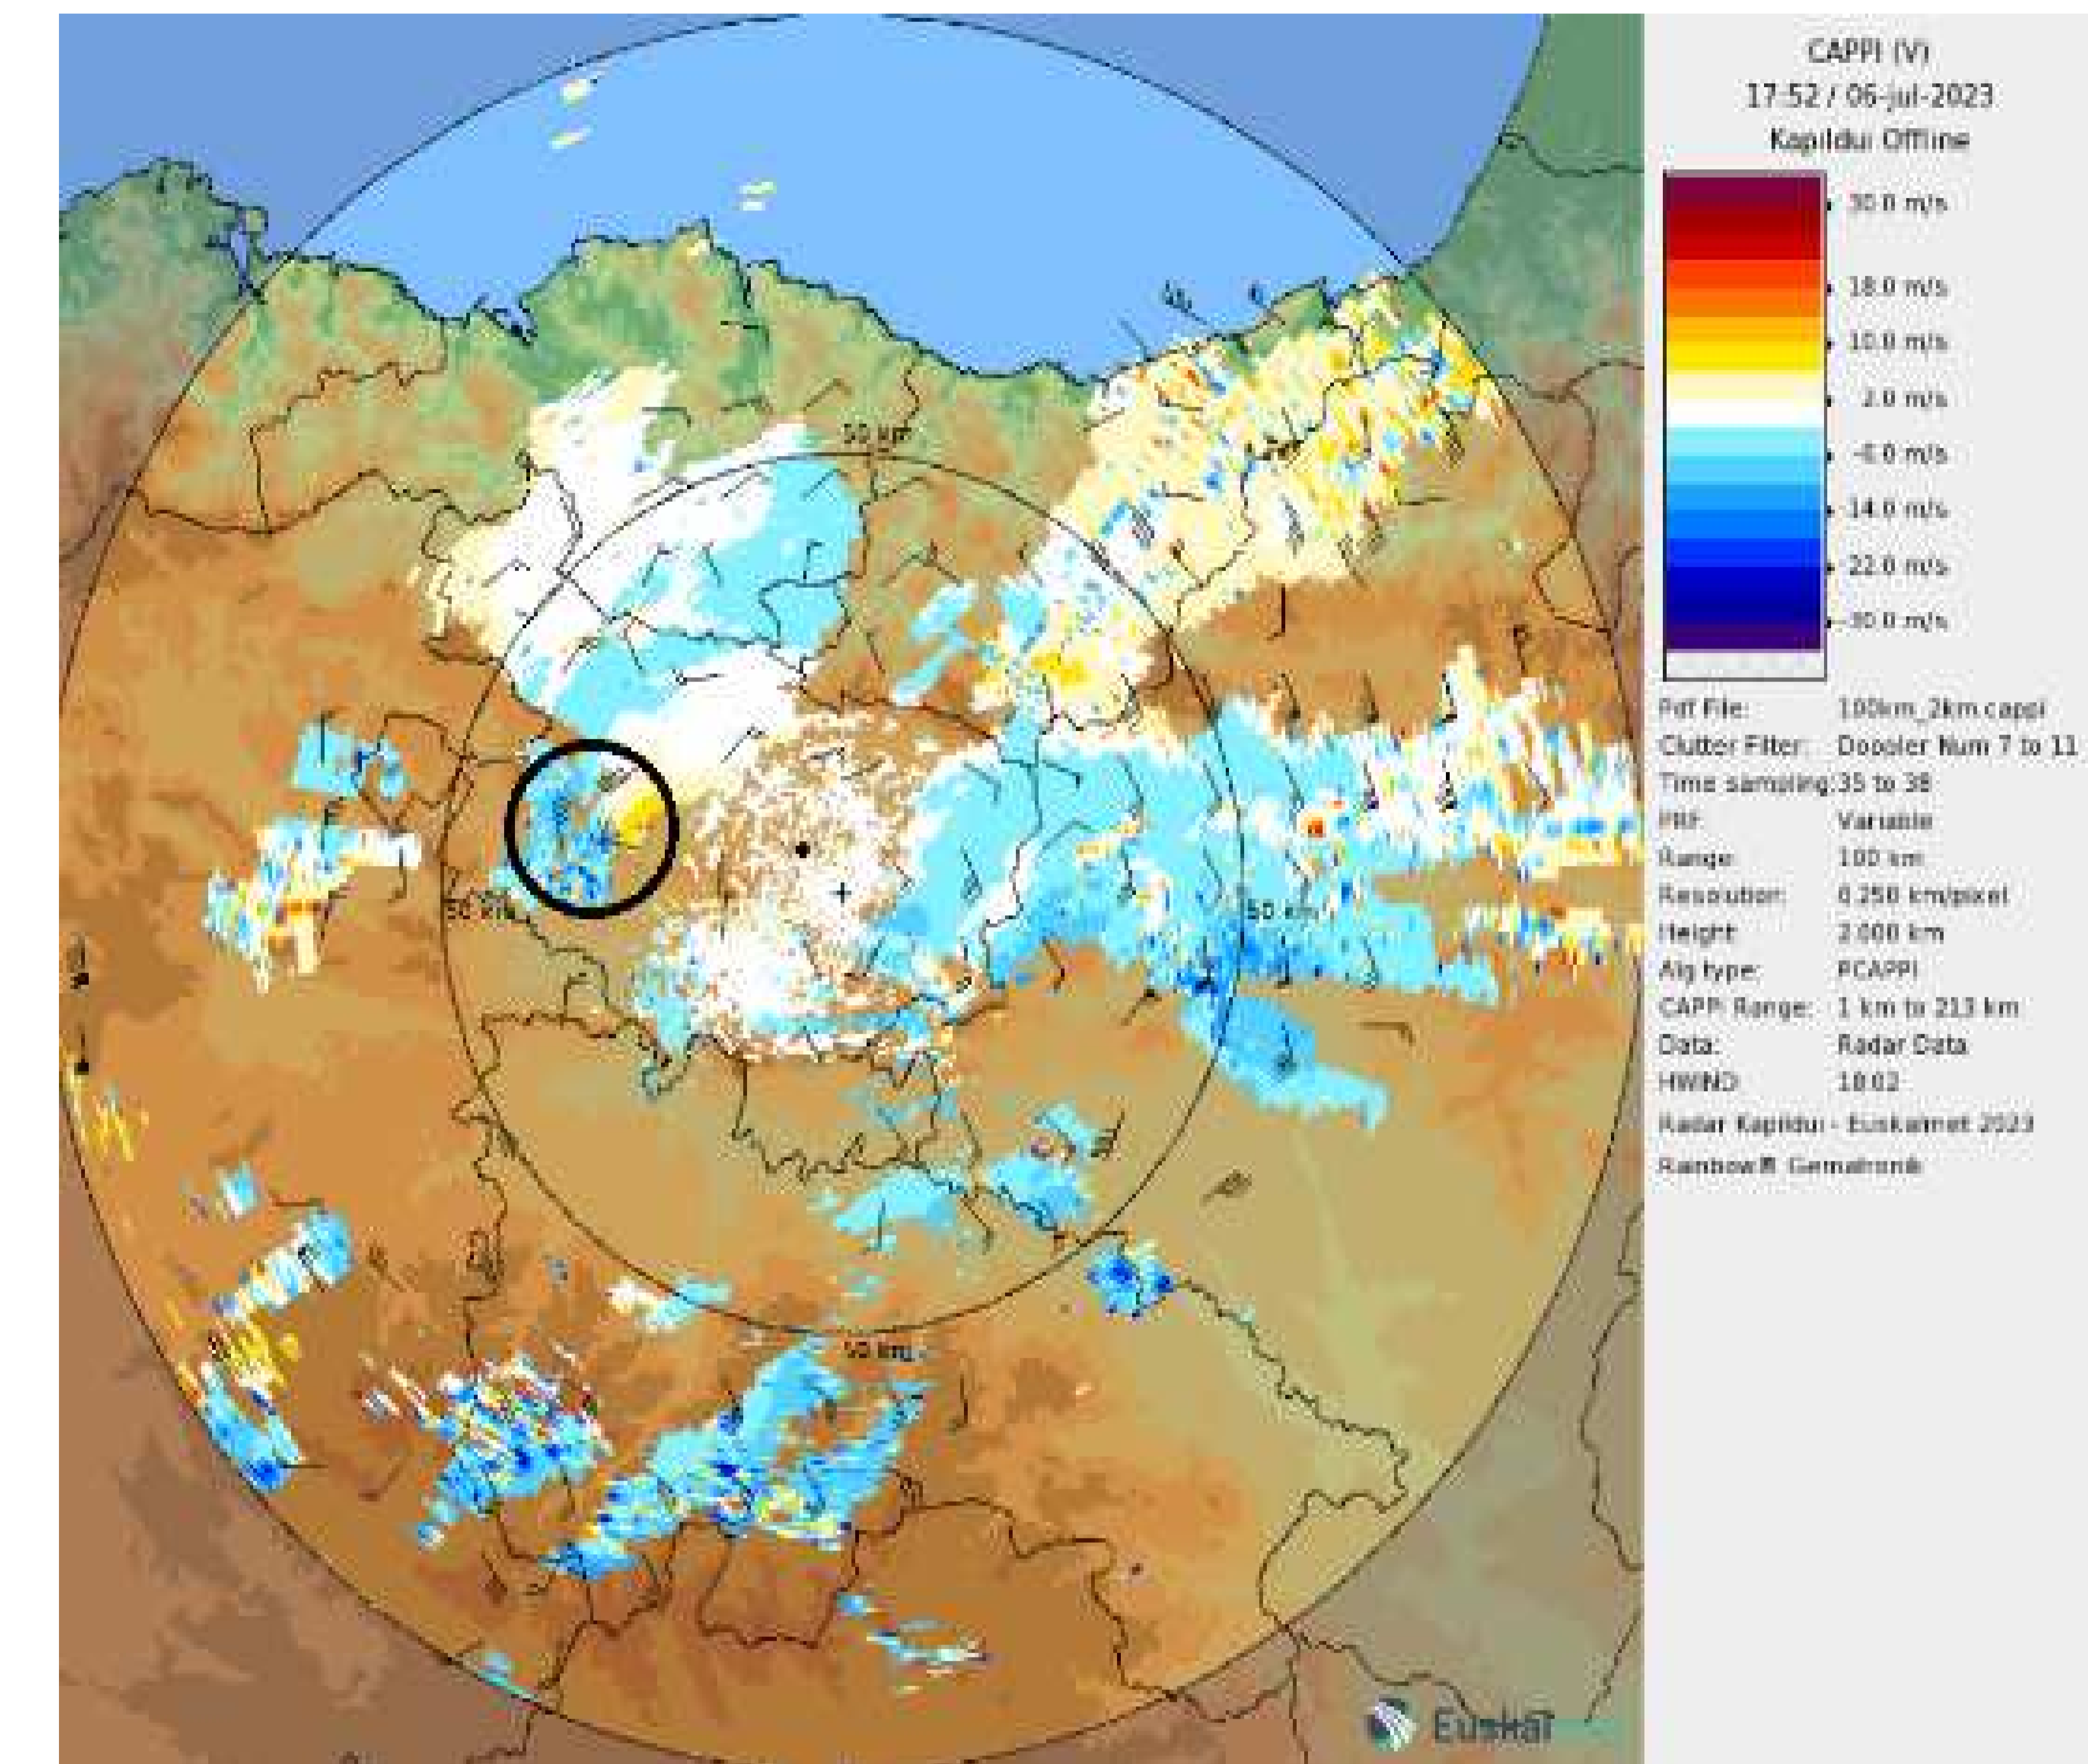 CAPPI (V)
17:52 / 06-jul-2023
Kapildui Offline
30.0 m/s
18.0 m/s
10.0 m/s
2.0 m/s
-6.0 m/s
14.0 m/s
22.0 m/s
-30.0 m/s
Pdf File: 100km_2km.cappi
Clutter Filter: Doppler Num 7 to 11
Time sampling: 35 to 38
PRF: Variable
Range: 100 km
Resolution: 0.250 km/pixel
Height: 2.000 km
Alg type: PCAPPI
CAPPI Range: 1 km to 213 km
Data: Radar Data
HWIND: 18:02
Radar Kapildui - Euskalmet 2023
Rainbow® Gematronik
50 km
50 km
50 km
50 km
Euskal